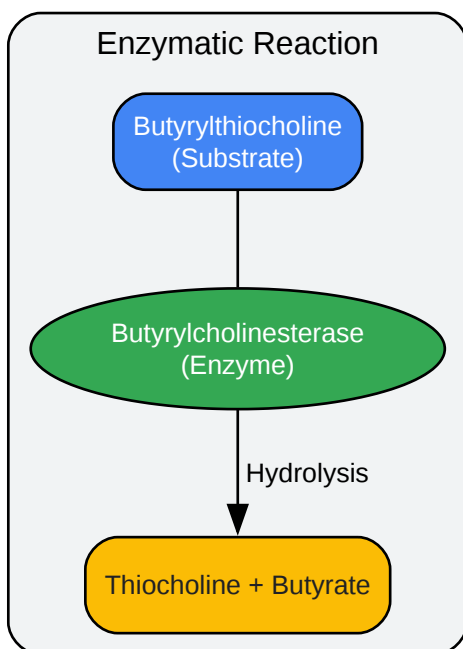 Enzymatic Reaction
Butyrylthiocholine
(Substrate)
Butyrylcholinesterase
(Enzyme)
Hydrolysis
Thiocholine + Butyrate